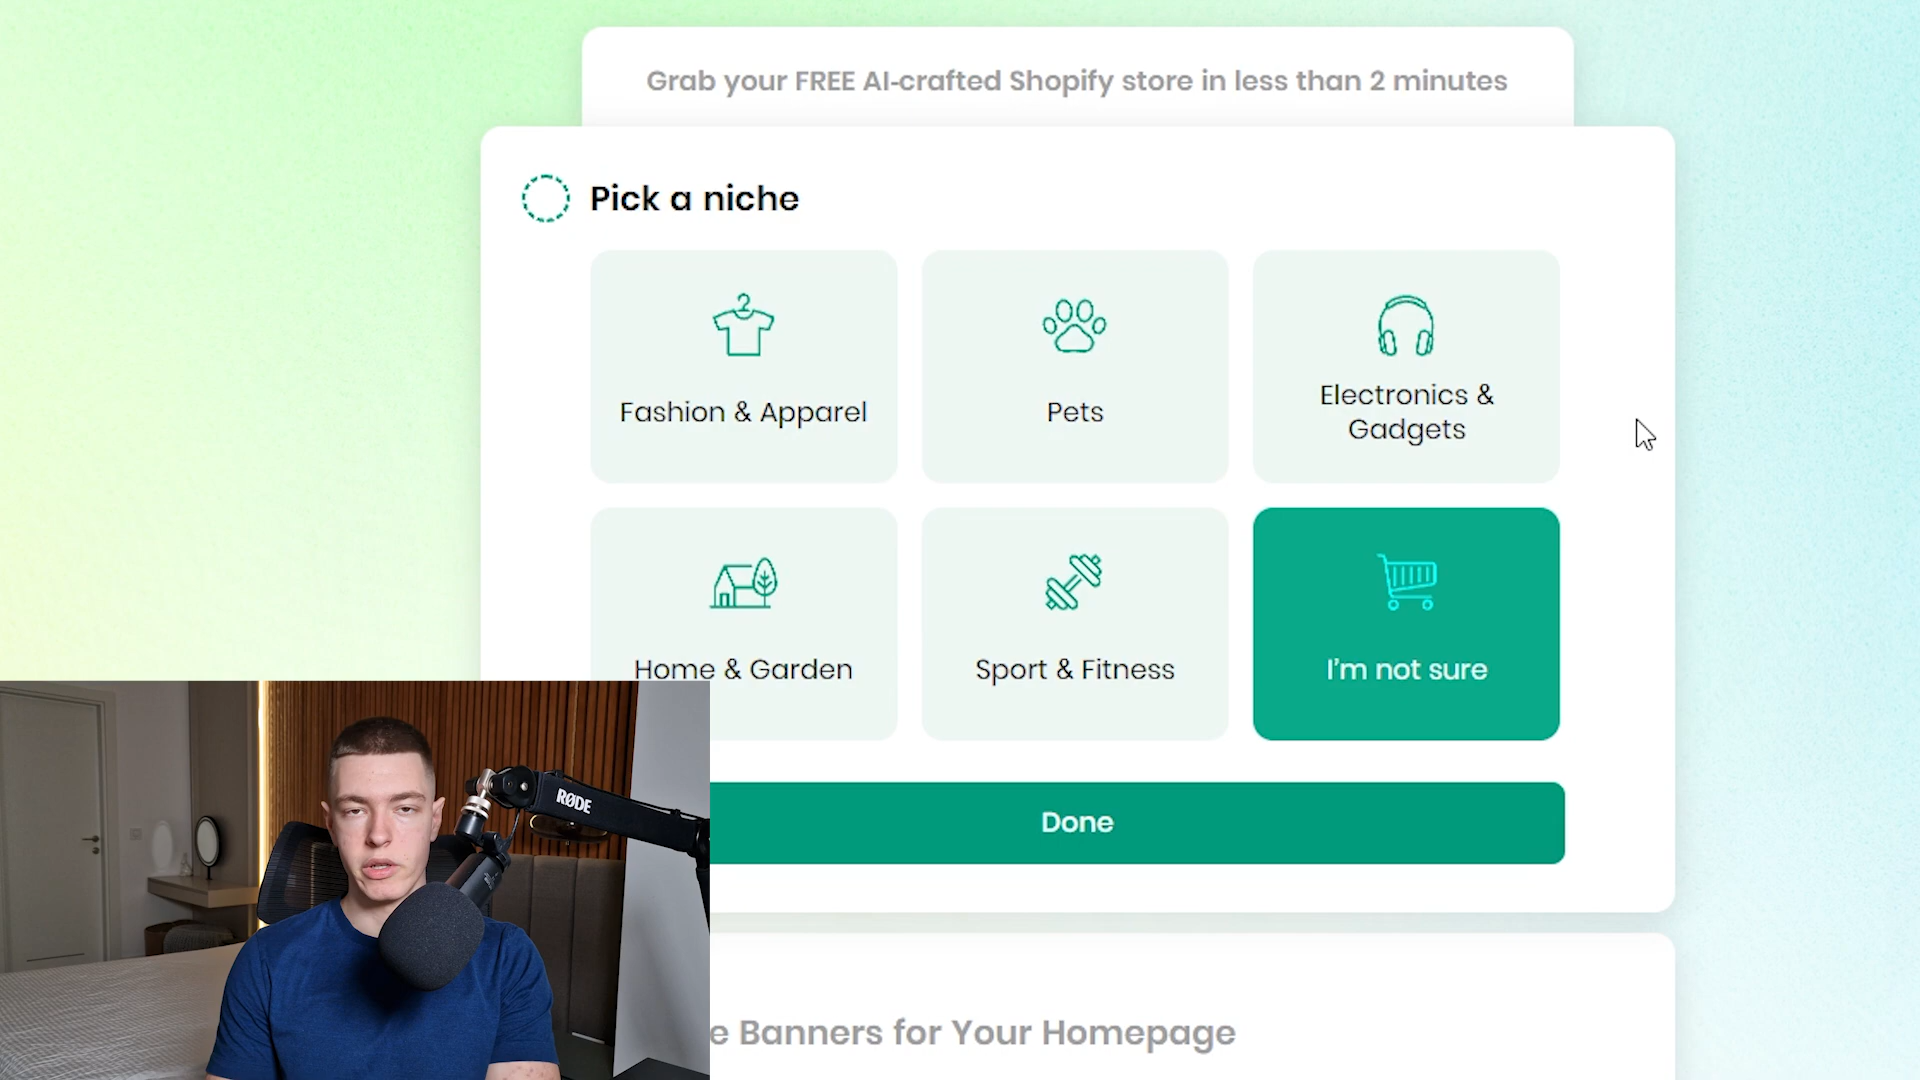 Grab your FREE AI-crafted Shopify store in less than 2 minutes
Pick a niche
Fashion & Apparel
Pets
Electronics &
Gadgets
Home & Garden
Sport & Fitness
I'm not sure
Done
RØDE
e Banners for Your Homepage